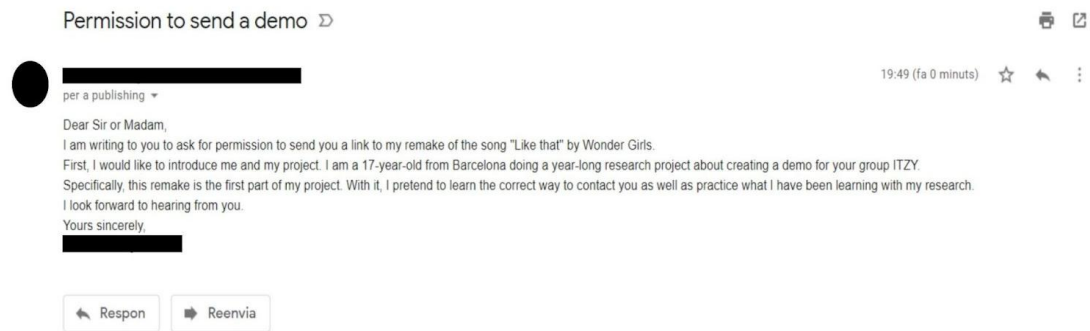 Permission to send a demo
19:49 (fa 0 minuts)
per a publishing
Dear Sir or Madam,
I am writing to you to ask for permission to send you a link to my remake of the song "Like that" by Wonder Girls.
First, I would like to introduce me and my project. I am a 17-year-old from Barcelona doing a year-long research project about creating a demo for your group ITZY.
Specifically, this remake is the first part of my project. With it, I pretend to learn the correct way to contact you as well as practice what I have been learning with my research.
I look forward to hearing from you.
Yours sincerely,
Respon
Reenvia